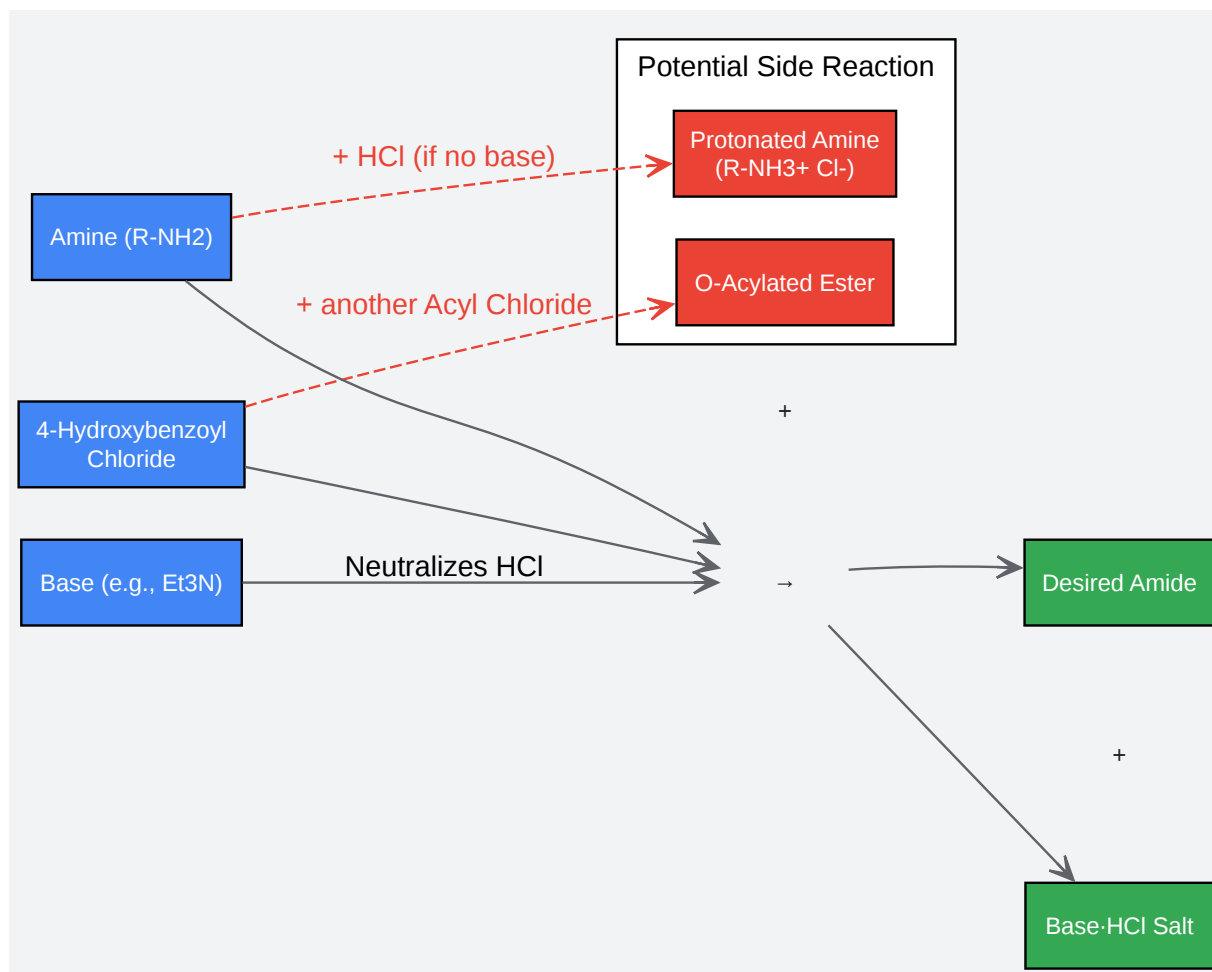 Potential Side Reaction
Protonated Amine
(R-NH3+ Cl-)
+ HCl (if no base)
Amine (R-NH2)
O-Acylated Ester
+ another Acyl Chloride
+
4-Hydroxybenzoyl
Chloride
Neutralizes HCl
Base (e.g., Et3N)
→
Desired Amide
+
Base·HCl Salt